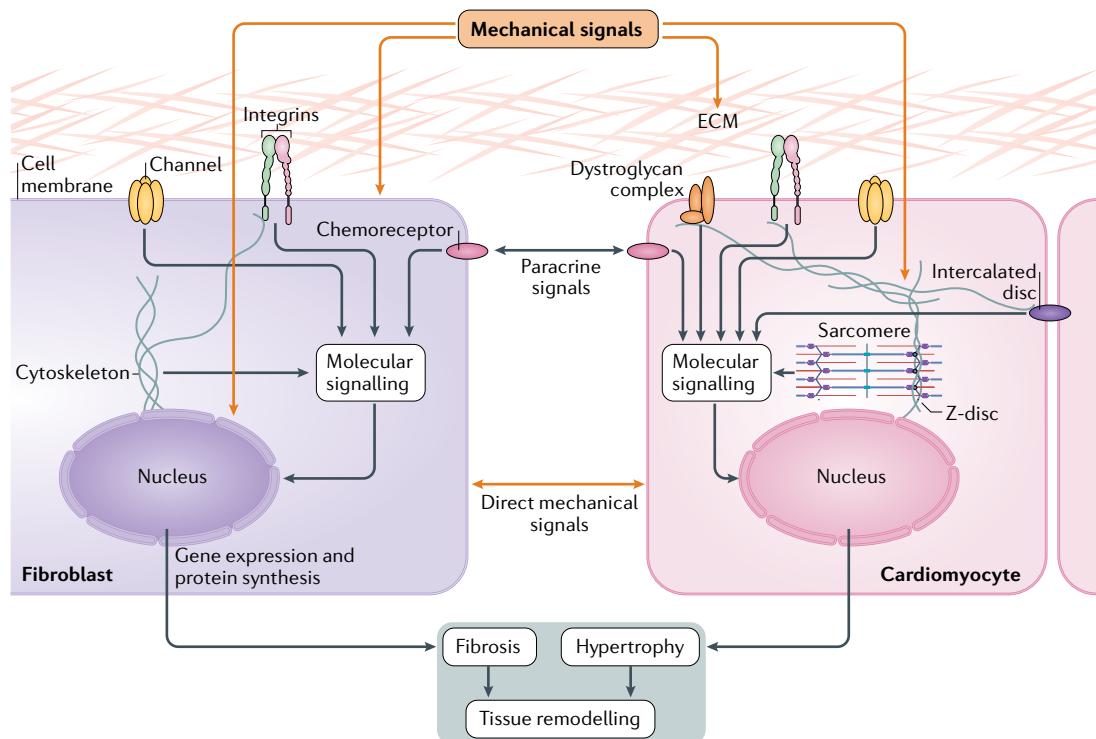 Mechanical signals
Integrins
ECM
Cell
membrane
Channel
Dystroglycan
complex
Chemoreceptor
Paracrine
signals
Intercalated
disc
Sarcomere
Cytoskeleton
Molecular
signalling
Molecular
signalling
Z-disc
Nucleus
Nucleus
Direct mechanical
signals
Gene expression and
protein synthesis
Fibroblast
Cardiomyocyte
Fibrosis
Hypertrophy
Tissue remodelling